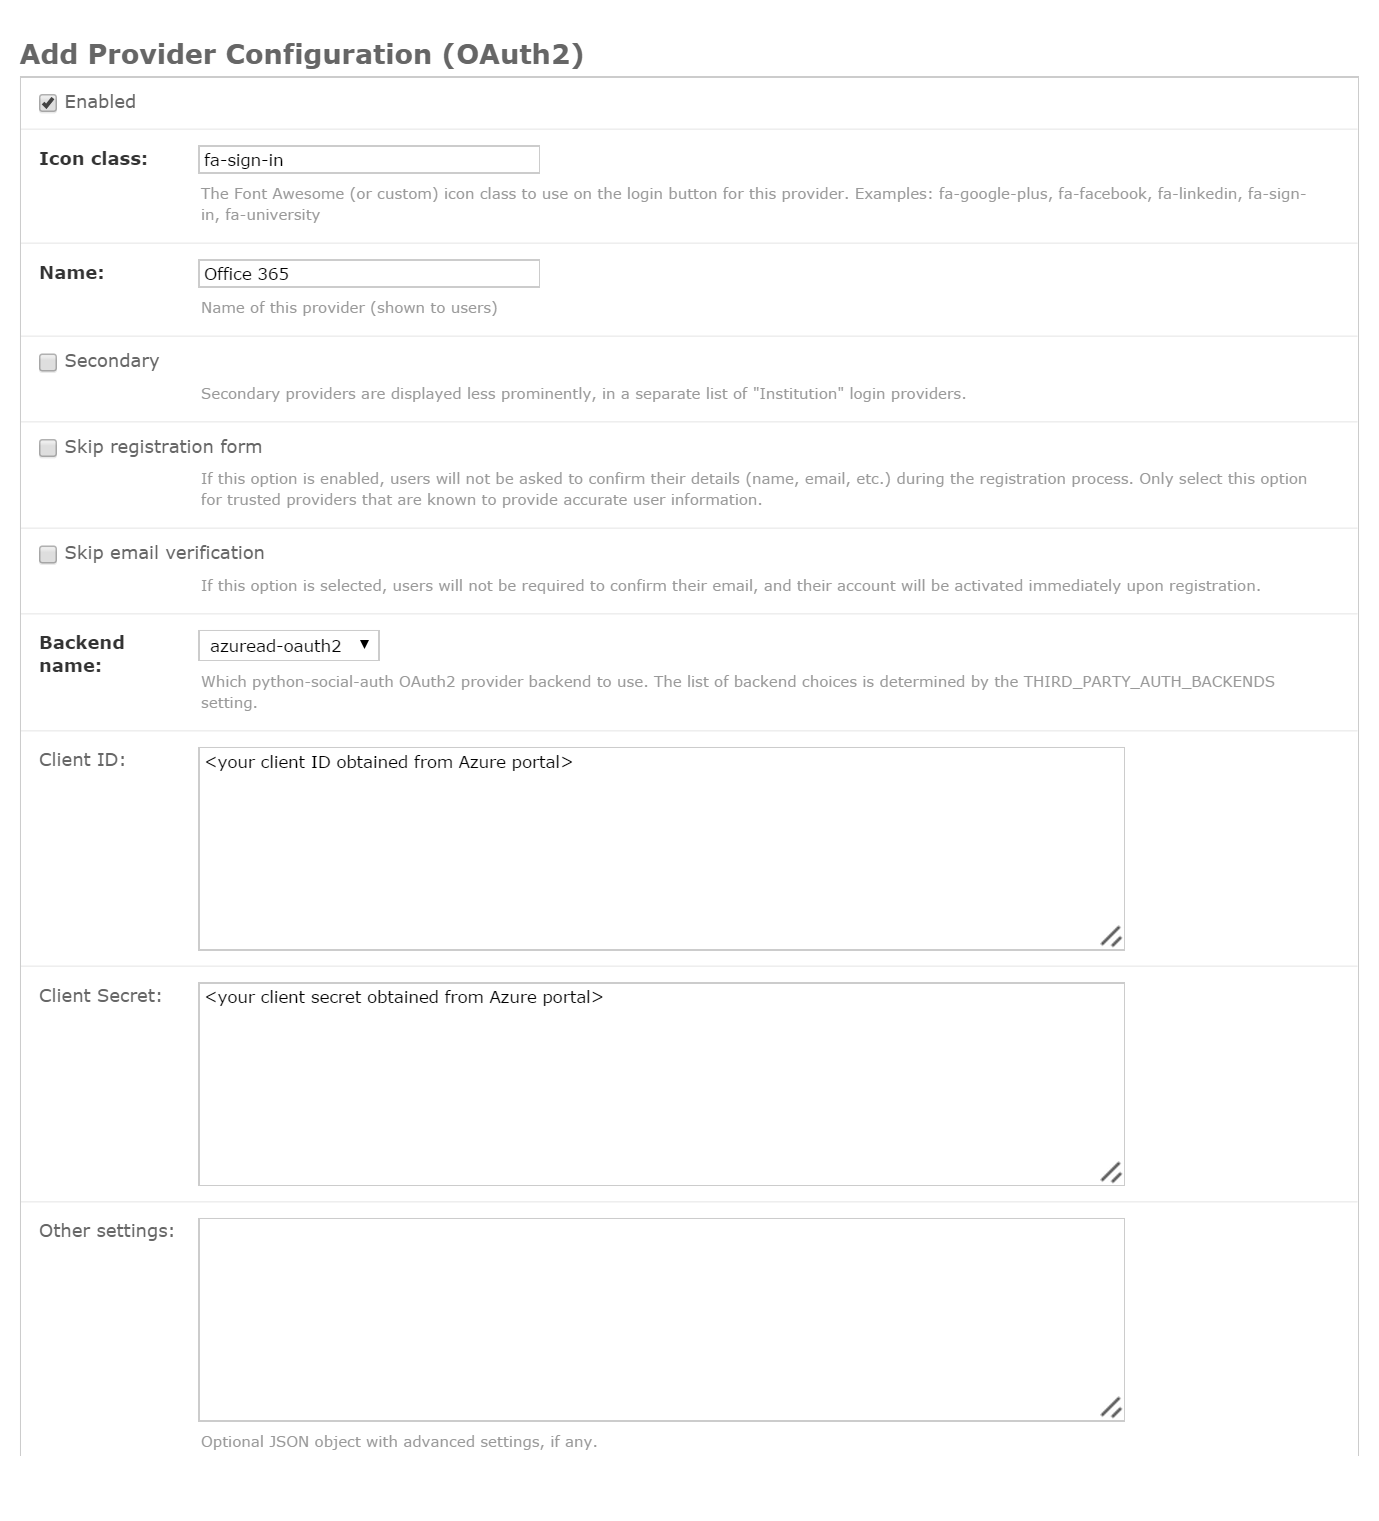 Add Provider Configuration (OAuth2)
Enabled
Icon class:
fa-sign-in
The Font Awesome (or custom) icon class to use on the login button for this provider. Examples: fa-google-plus, fa-facebook, fa-linkedin, fa-sign-
in, fa-university
Name:
Office 365
Name of this provider (shown to users)
Secondary
Secondary providers are displayed less prominently, in a separate list of "Institution" login providers.
Skip registration form
If this option is enabled, users will not be asked to confirm their details (name, email, etc.) during the registration process. Only select this option
for trusted providers that are known to provide accurate user information.
Skip email verification
If this option is selected, users will not be required to confirm their email, and their account will be activated immediately upon registration.
Backend
name:
azuread-oauth2
Which python-social-auth OAuth2 provider backend to use. The list of backend choices is determined by the THIRD_PARTY_AUTH_BACKENDS
setting.
Client ID:
<your client ID obtained from Azure portal>
Client Secret:
<your client secret obtained from Azure portal>
Other settings:
Optional JSON object with advanced settings, if any.